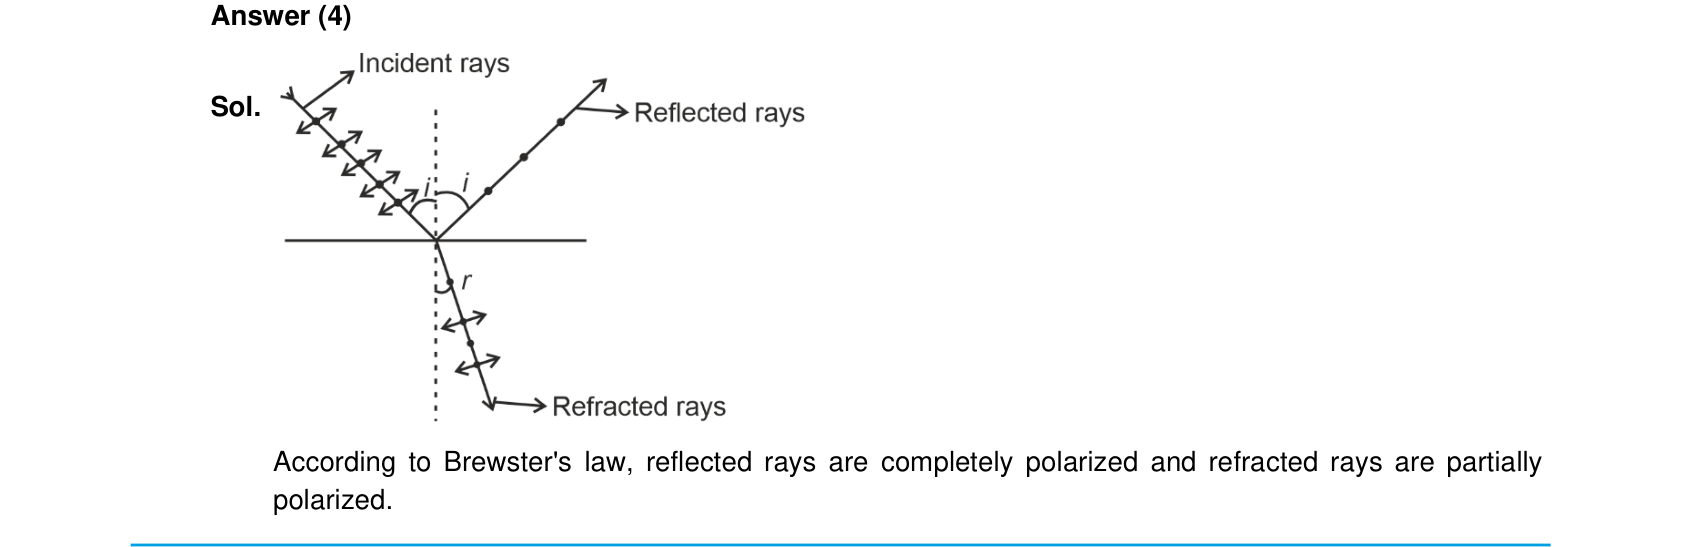 Answer (4)
Incident rays
Sol.
Reflected rays
i
i
r
Refracted rays
According to Brewster's law, reflected rays are completely polarized and refracted rays are partially
polarized.